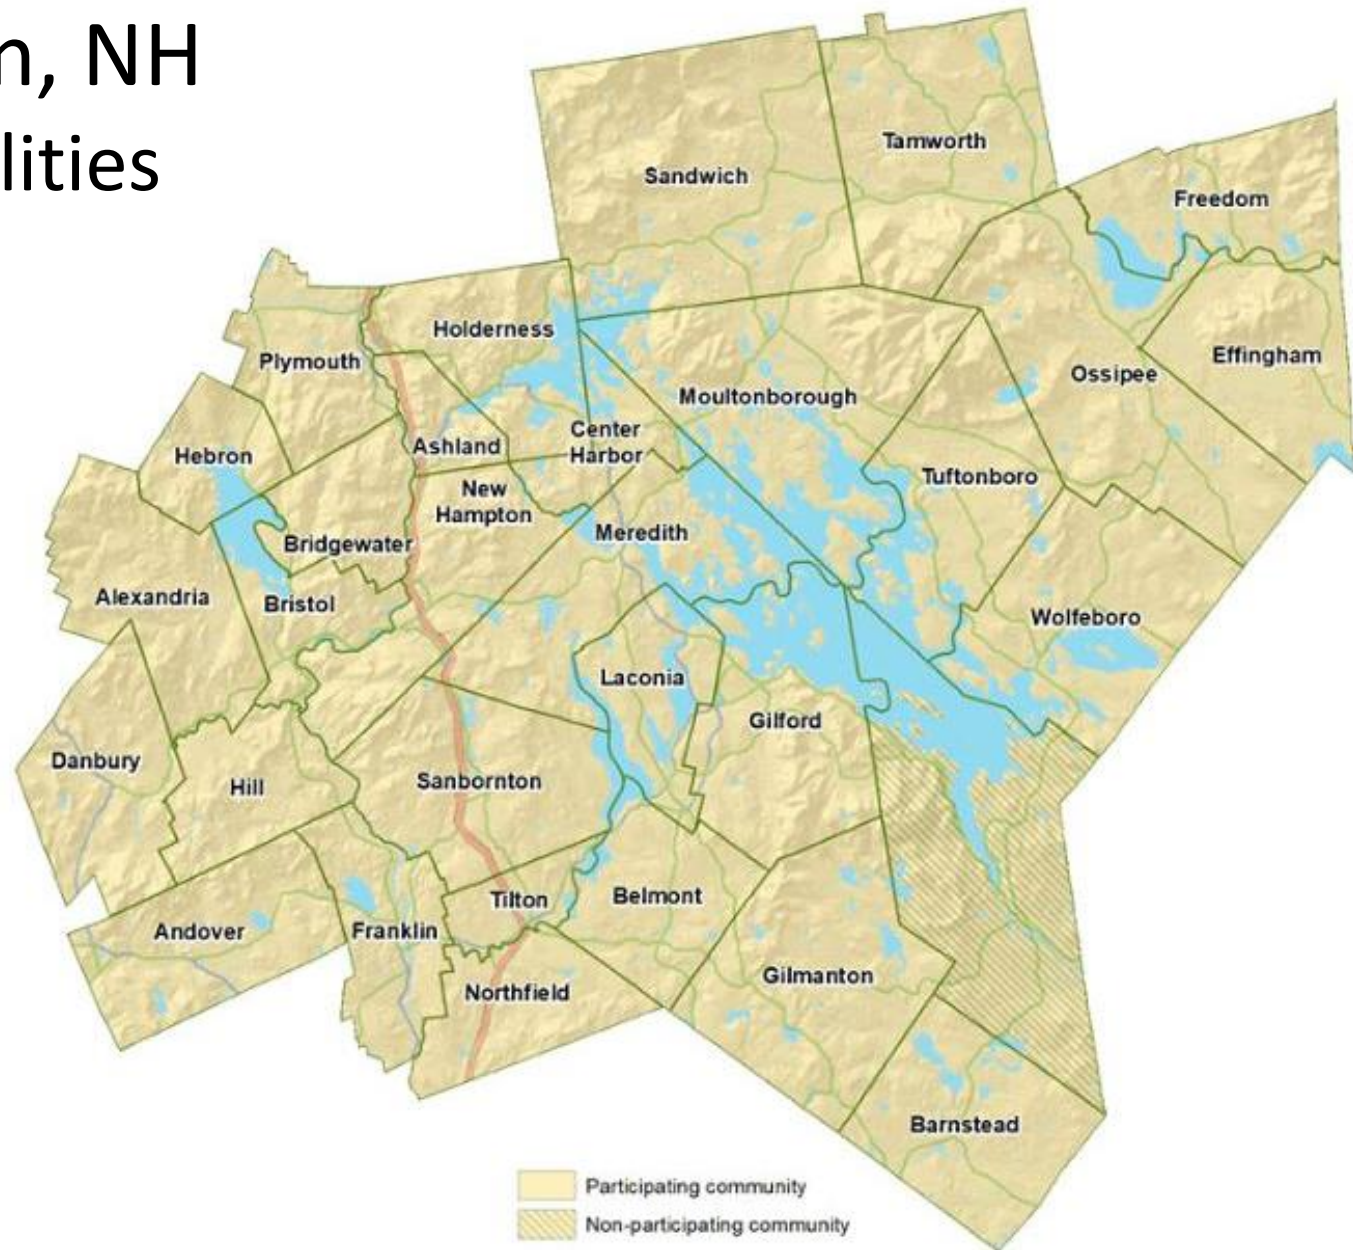 n, NH
lities
Tamworth
Sandwich
Freedom
Holderness
Plymouth
Effingham
Ossipee
Moultonborough
Ashland
Center
Harbor
Hebron
Tuftonboro
New
Hampton
Meredith
Bridgewater
Alexandria
Bristol
Wolfeboro
Laconia
Gilford
Danbury
Hill
Sanbornton
Tilton
Belmont
Andover
Franklin
Gilmanton
Northfield
Barnstead
Participating community
Non-participating community